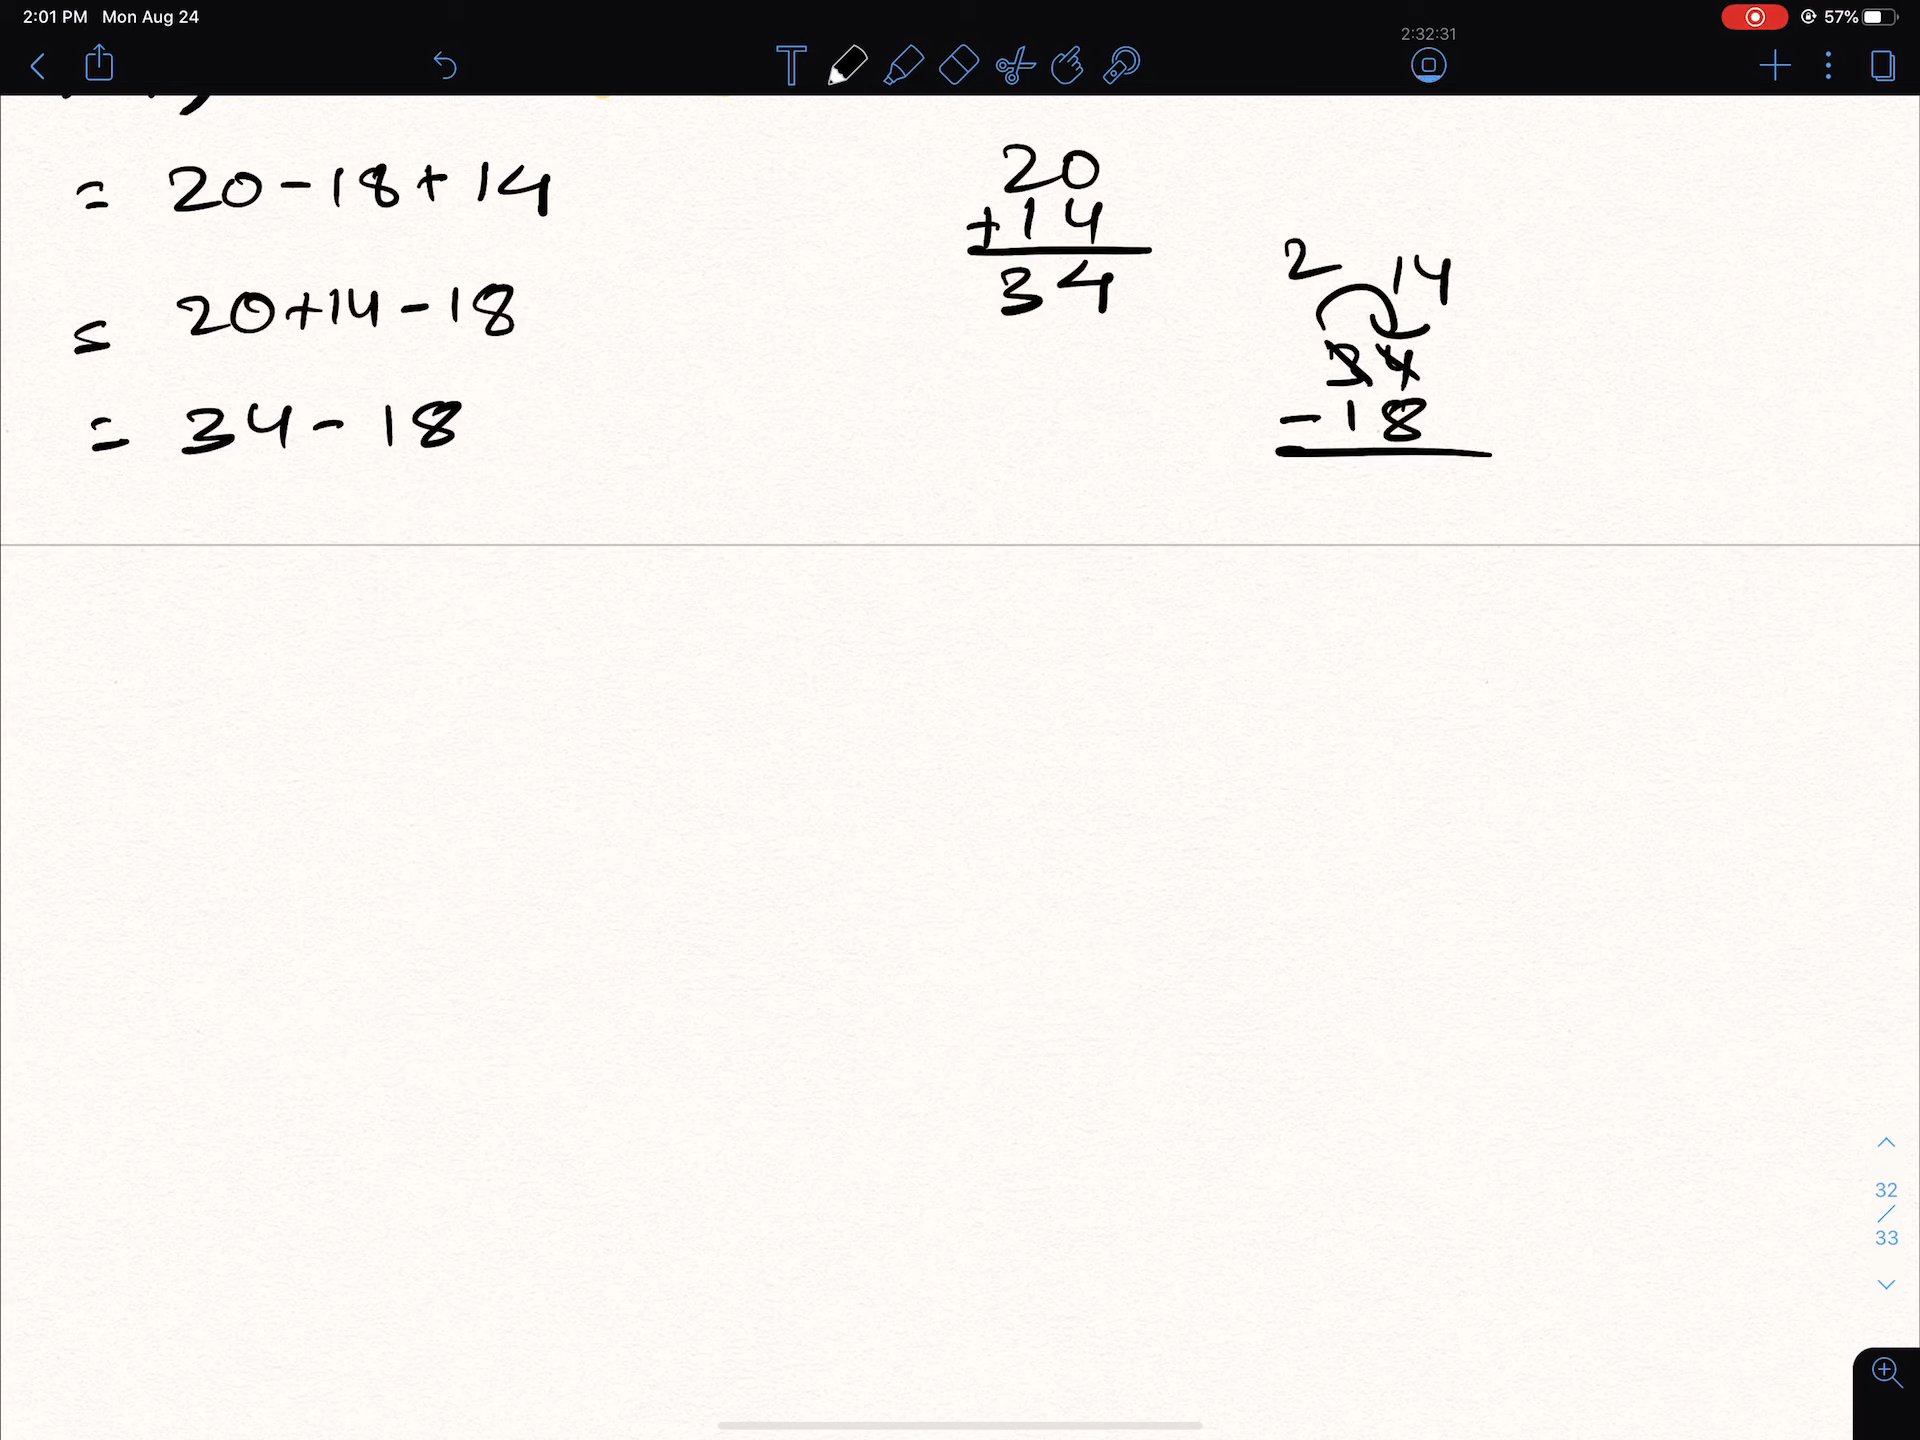 2:01 PM Mon Aug 24
57%
2:32:31
= 20 - 18 + 14
= 20 + 14 - 18
= 34 - 18
20
+ 14
34
2 14
34
- 18
32
/
33